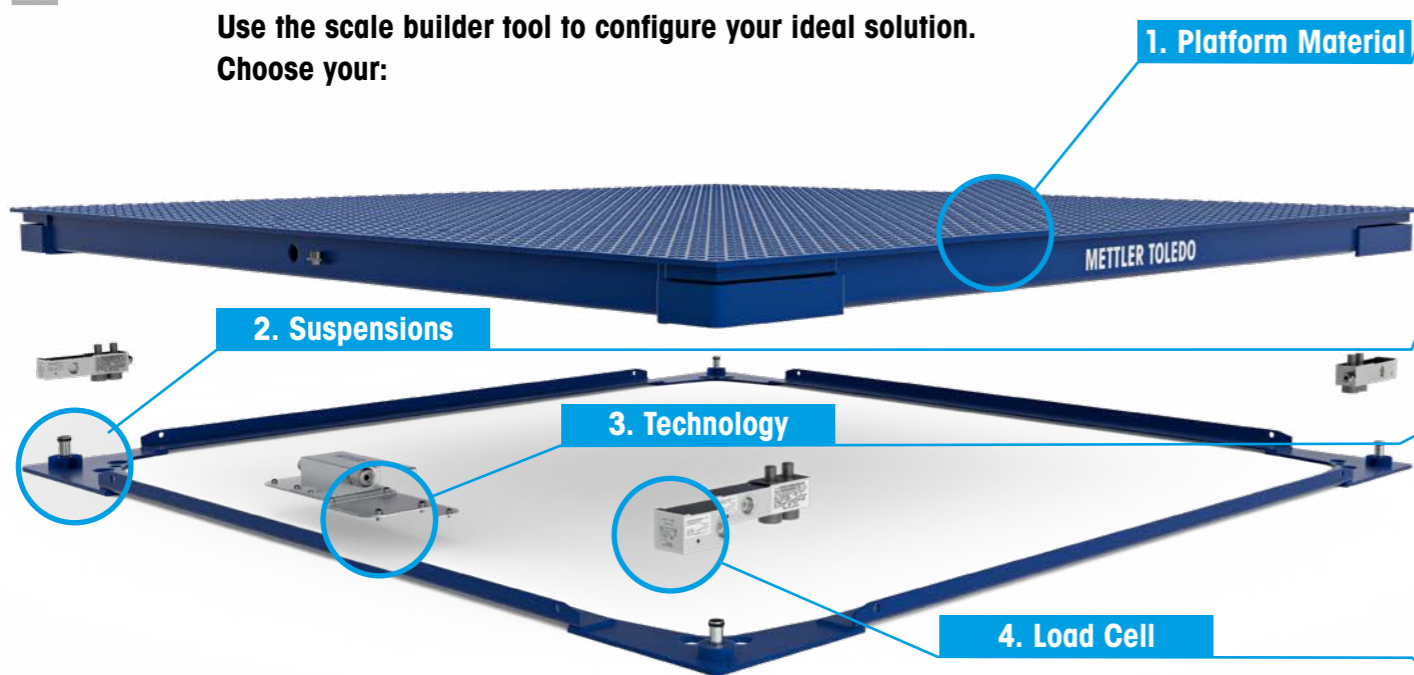 Use the scale builder tool to configure your ideal solution.
Choose your:
1. Platform Material
METTLER TOLEDO
2. Suspensions
3. Technology
4. Load Cell